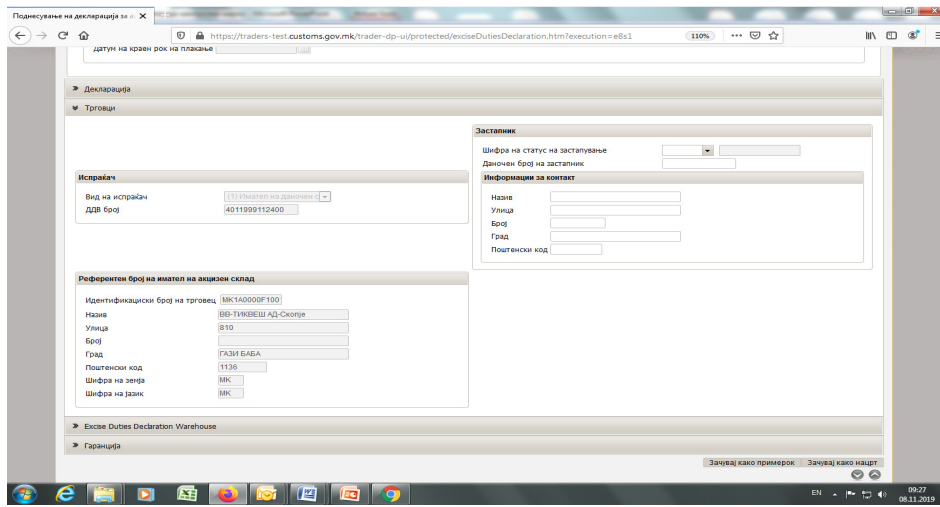 Поднесување на декларација за а
https://traders-test.customs.gov.mk/trader-dp-ui/protected/exciseDutiesDeclaration.htm?execution=e8s1
110%
Датум на краен рок на плаќање
Декларација
Трговци
Застапник
Шифра на статус на застапување
Даночен број на застапник
Испраќач
Вид на испраќач (1) Имател на даночен с
ДДВ број 4011999112400
Информации за контакт
Назив
Улица
Број
Град
Поштенски код
Референтен број на имател на акцизен склад
Идентификациски број на трговец MK1A0000F100
Назив ВВ-ТИКВЕШ АД-Скопје
Улица 810
Број
Град ГАЗИ БАБА
Поштенски код 1136
Шифра на земја MK
Шифра на јазик MK
Excise Duties Declaration Warehouse
Гаранција
Зачувај како примерок Зачувај како нацрт
EN 09:27
08.11.2019